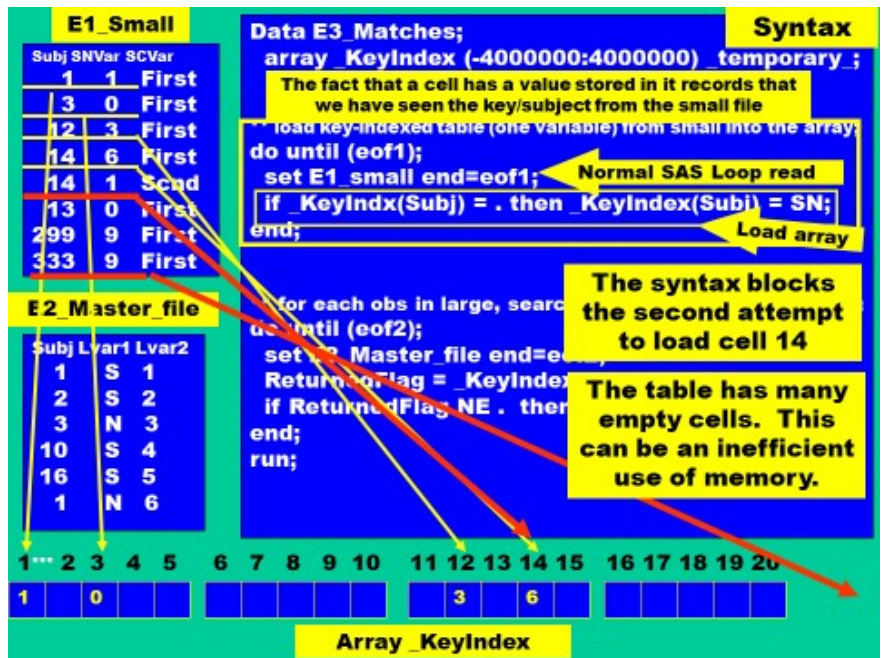 E1_Small
Subj SNVar SCVar
1 1 First
3 0 First
12 3 First
14 6 First
14 1 Scnd
13 0 First
299 9 First
333 9 First
E2_Master_file
Subj Lvar1 Lvar2
1 S 1
2 S 2
3 N 3
10 S 4
16 S 5
1 N 6
Syntax
Data E3_Matches;
array _KeyIndex (-4000000:4000000) _temporary_;
The fact that a cell has a value stored in it records that
we have seen the key/subject from the small file
load key-indexed table (one variable) from small into the array;
do until (eof1);
set E1_small end=eof1;
Normal SAS Loop read
if _KeyIndx(Subj) = . then _KeyIndex(Subj) = SN;
end;
Load array
for each obs in large,
do until (eof2);
set E2_Master_file
ReturnedFlag = _KeyIndex
if ReturnedFlag NE . then
end;
run;
The syntax blocks
the second attempt
to load cell 14
The table has many
empty cells. This
can be an inefficient
use of memory.
1... 2 3 4 5 6 7 8 9 10 11 12 13 14 15 16 17 18 19 20
1 0 3 6
Array _KeyIndex